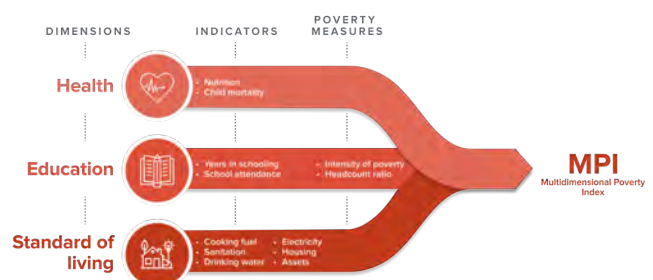 DIMENSIONS
INDICATORS
POVERTY
MEASURES
Health
• Nutrition
• Child mortality
Education
• Years in schooling
• School attendance
• Intensity of poverty
• Headcount ratio
MPI
Multidimensional Poverty
Index
Standard of
living
• Cooking fuel
• Sanitation
• Drinking water
• Electricity
• Housing
• Assets